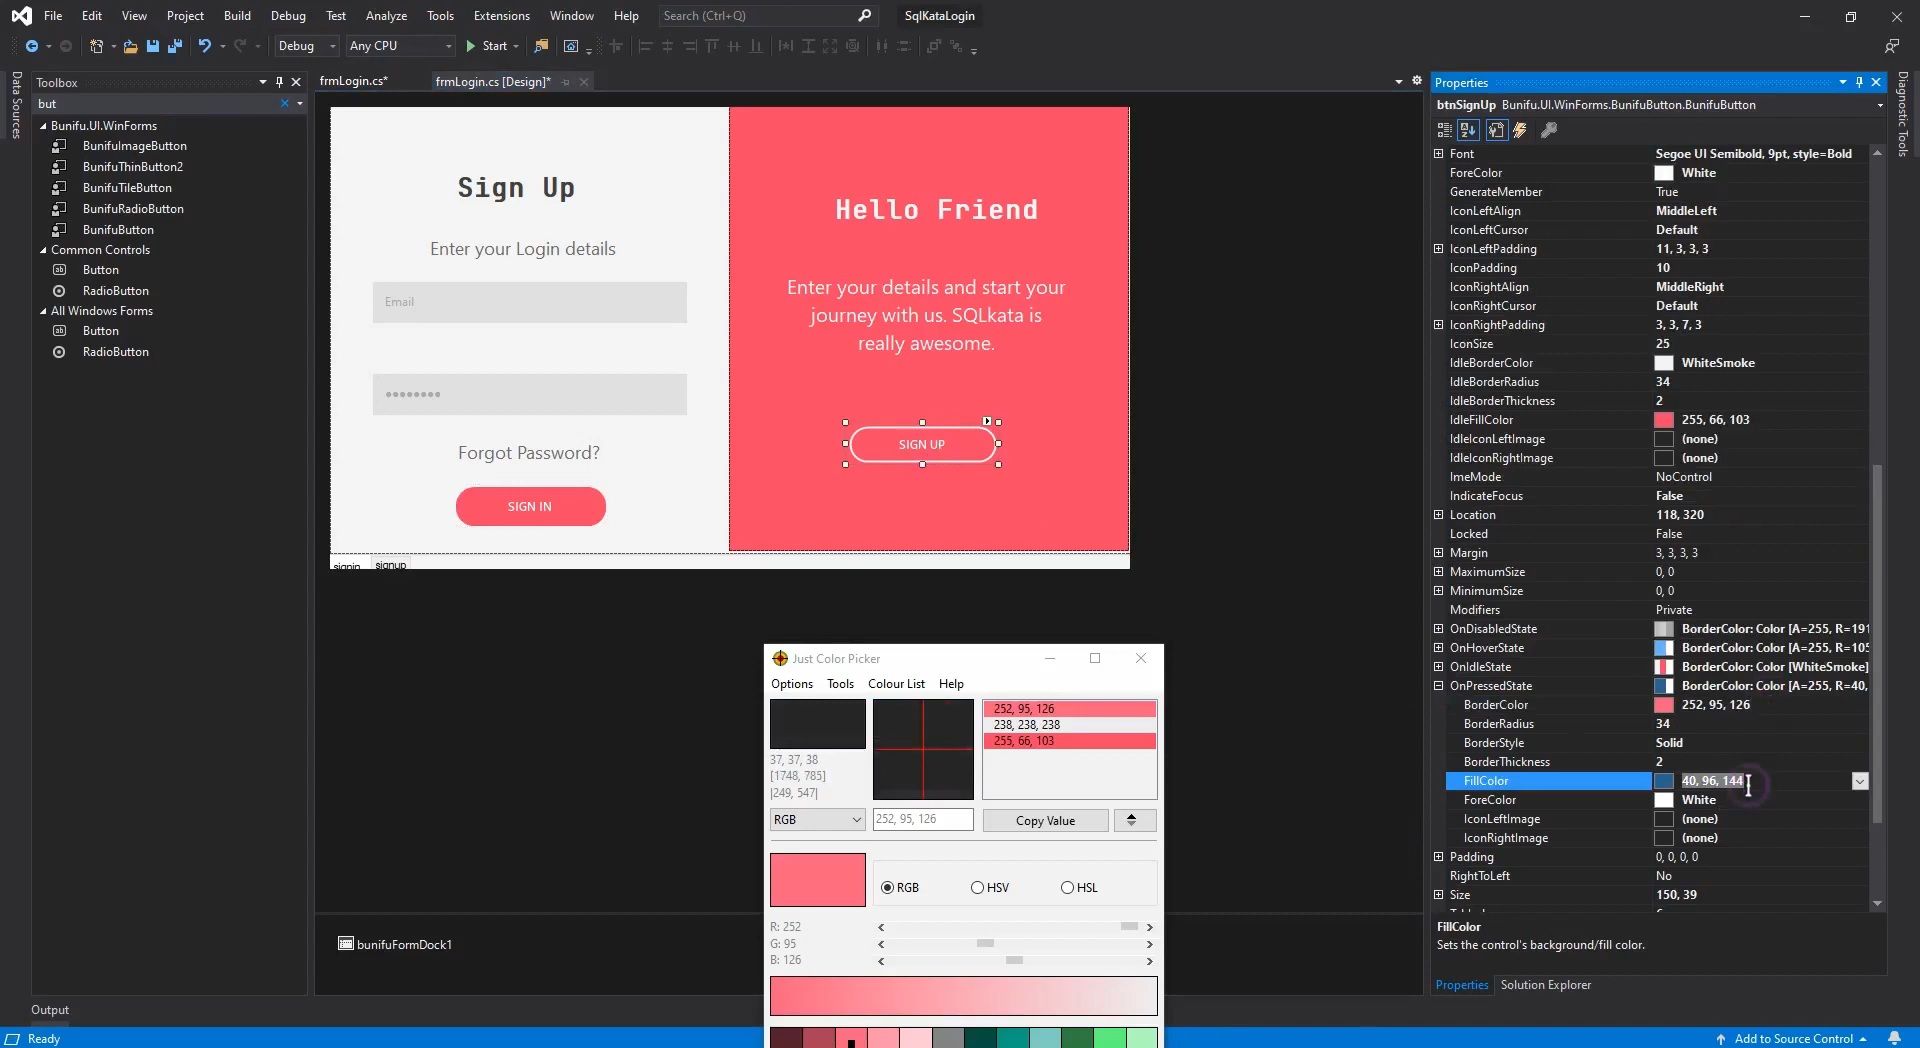 File Edit View Project Build Debug Test Analyze Tools Extensions Window Help Search (Ctrl+Q) SqlKataLogin
Debug Any CPU Start
Data Sources
Toolbox
but
Bunifu.UI.WinForms
BunifuImageButton
BunifuThinButton2
BunifuTileButton
BunifuRadioButton
BunifuButton
Common Controls
Button
RadioButton
All Windows Forms
Button
RadioButton
frmLogin.cs* frmLogin.cs [Design]*
Sign Up
Enter your Login details
Email
Forgot Password?
SIGN IN
signin signup
Hello Friend
Enter your details and start your
journey with us. SQLkata is
really awesome.
SIGN UP
bunifuFormDock1
Just Color Picker
Options Tools Colour List Help
252, 95, 126
238, 238, 238
255, 66, 103
37, 37, 38
[1748, 785]
|249, 547|
RGB 252, 95, 126 Copy Value
RGB HSV HSL
R: 252
G: 95
B: 126
Properties
btnSignUp Bunifu.UI.WinForms.BunifuButton.BunifuButton
Font Segoe UI Semibold, 9pt, style=Bold
ForeColor White
GenerateMember True
IconLeftAlign MiddleLeft
IconLeftCursor Default
IconLeftPadding 11, 3, 3, 3
IconPadding 10
IconRightAlign MiddleRight
IconRightCursor Default
IconRightPadding 3, 3, 7, 3
IconSize 25
IdleBorderColor WhiteSmoke
IdleBorderRadius 34
IdleBorderThickness 2
IdleFillColor 255, 66, 103
IdleIconLeftImage (none)
IdleIconRightImage (none)
ImeMode NoControl
IndicateFocus False
Location 118, 320
Locked False
Margin 3, 3, 3, 3
MaximumSize 0, 0
MinimumSize 0, 0
Modifiers Private
OnDisabledState BorderColor: Color [A=255, R=191
OnHoverState BorderColor: Color [A=255, R=105
OnIdleState BorderColor: Color [WhiteSmoke]
OnPressedState BorderColor: Color [A=255, R=40,
BorderColor 252, 95, 126
BorderRadius 34
BorderStyle Solid
BorderThickness 2
FillColor 40, 96, 144
ForeColor White
IconLeftImage (none)
IconRightImage (none)
Padding 0, 0, 0, 0
RightToLeft No
Size 150, 39
FillColor
Sets the control's background/fill color.
Properties Solution Explorer
Diagnostic Tools
Output
Ready Add to Source Control